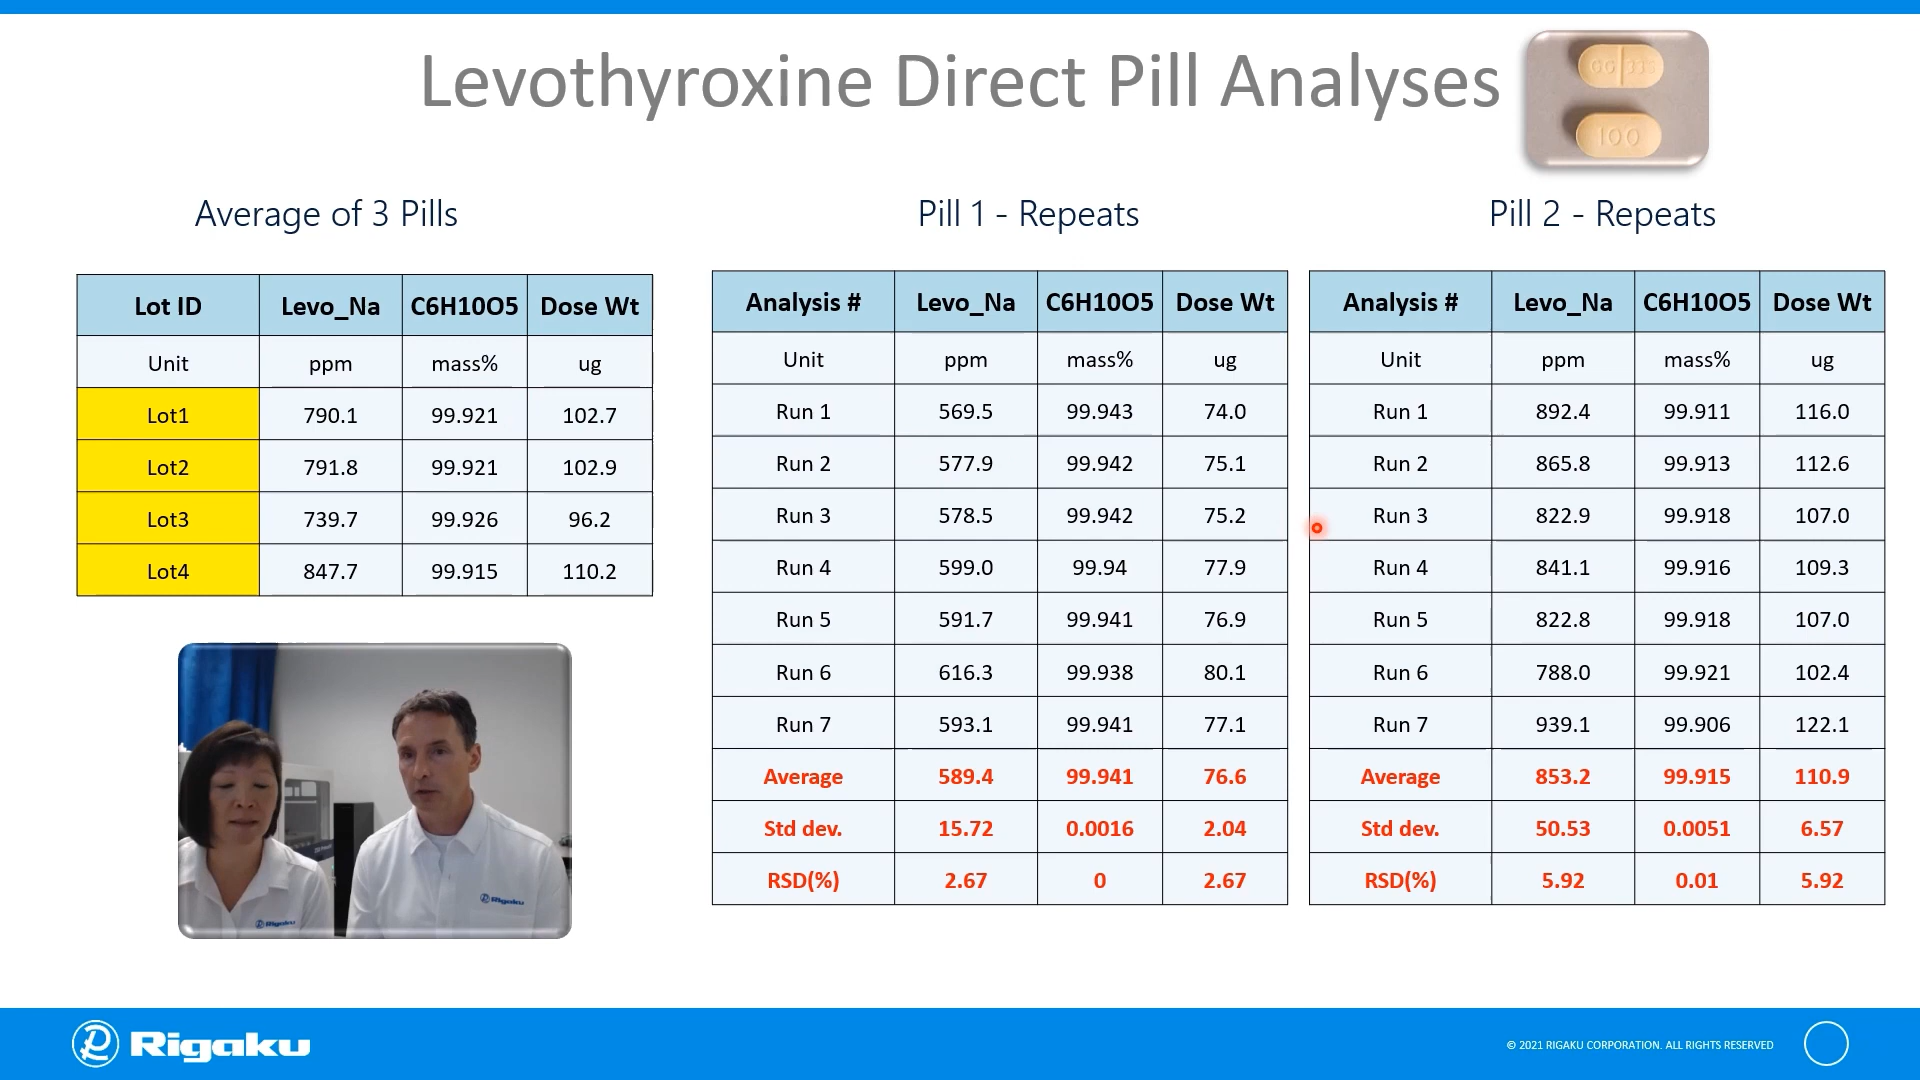 Levothyroxine Direct Pill Analyses
GG 335
100
Average of 3 Pills
Lot ID Levo_Na C6H10O5 Dose Wt
Unit ppm mass% ug
Lot1 790.1 99.921 102.7
Lot2 791.8 99.921 102.9
Lot3 739.7 99.926 96.2
Lot4 847.7 99.915 110.2
Pill 1 - Repeats
Analysis # Levo_Na C6H10O5 Dose Wt
Unit ppm mass% ug
Run 1 569.5 99.943 74.0
Run 2 577.9 99.942 75.1
Run 3 578.5 99.942 75.2
Run 4 599.0 99.94 77.9
Run 5 591.7 99.941 76.9
Run 6 616.3 99.938 80.1
Run 7 593.1 99.941 77.1
Average 589.4 99.941 76.6
Std dev. 15.72 0.0016 2.04
RSD(%) 2.67 0 2.67
Pill 2 - Repeats
Analysis # Levo_Na C6H10O5 Dose Wt
Unit ppm mass% ug
Run 1 892.4 99.911 116.0
Run 2 865.8 99.913 112.6
Run 3 822.9 99.918 107.0
Run 4 841.1 99.916 109.3
Run 5 822.8 99.918 107.0
Run 6 788.0 99.921 102.4
Run 7 939.1 99.906 122.1
Average 853.2 99.915 110.9
Std dev. 50.53 0.0051 6.57
RSD(%) 5.92 0.01 5.92
Rigaku
Rigaku
Rigaku
© 2021 RIGAKU CORPORATION. ALL RIGHTS RESERVED